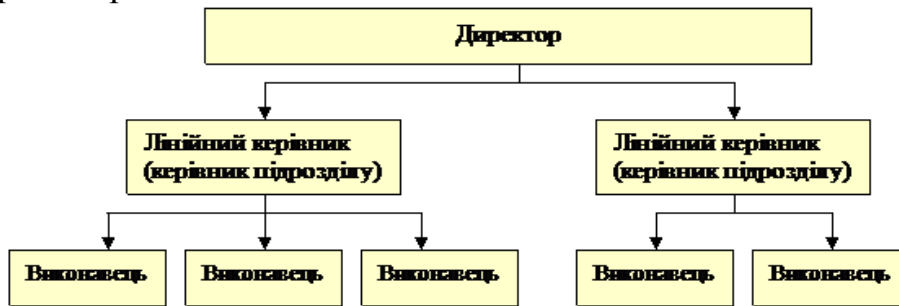 Директор
Лінійний керівник
(керівник підрозділу)
Лінійний керівник
(керівник підрозділу)
Виконавець
Виконавець
Виконавець
Виконавець
Виконавець